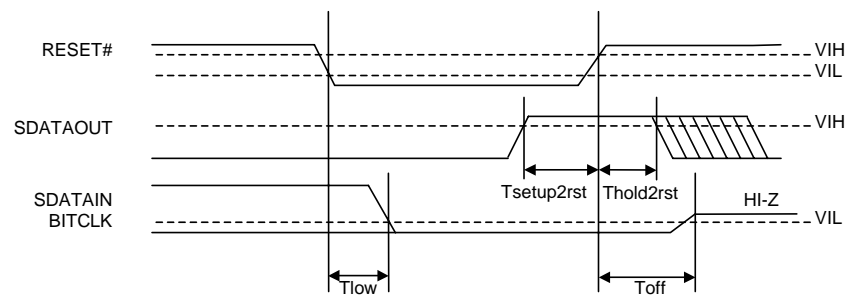 RESET#
VIH
VIL
SDATAOUT
VIH
Tsetup2rst
Thold2rst
SDATAIN
BITCLK
HI-Z
VIL
Tlow
Toff